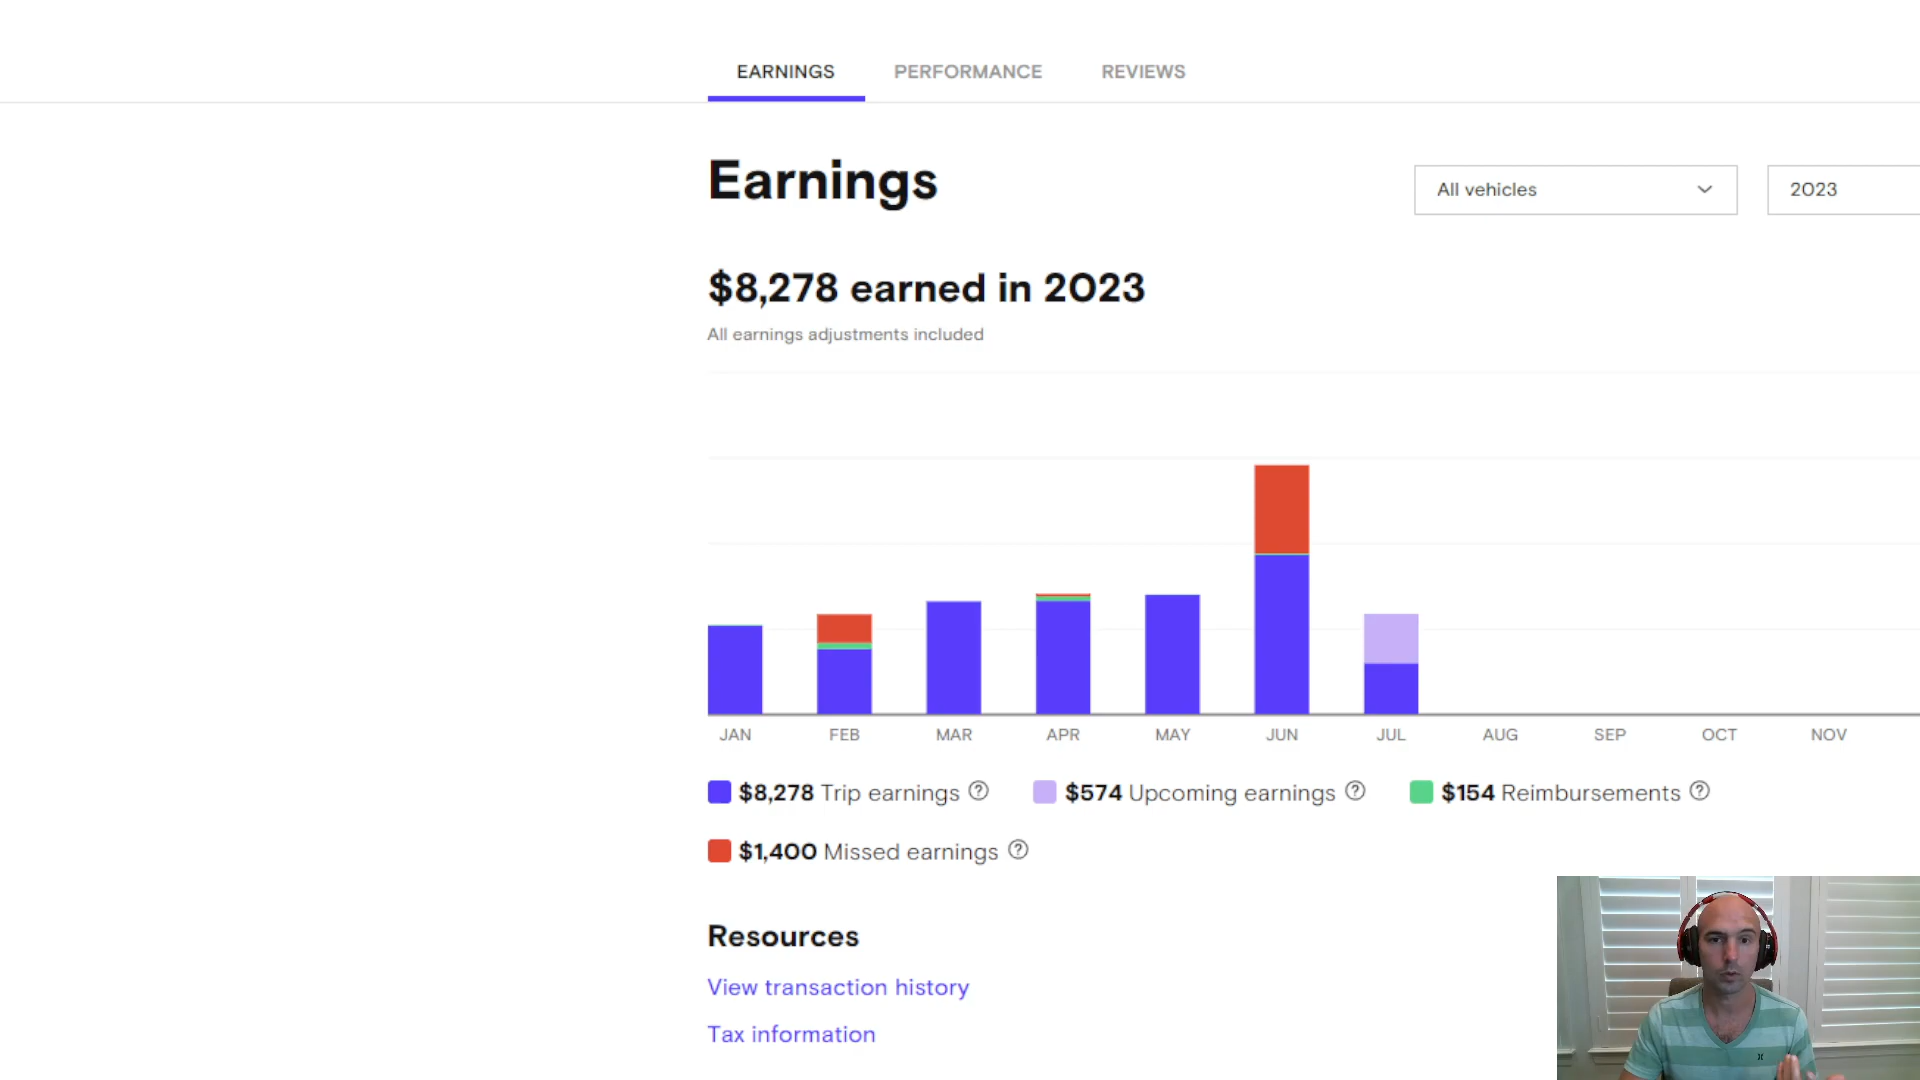 EARNINGS PERFORMANCE REVIEWS
Earnings
All vehicles 2023
$8,278 earned in 2023
All earnings adjustments included
JAN FEB MAR APR MAY JUN JUL AUG SEP OCT NOV
$8,278 Trip earnings ? $574 Upcoming earnings ? $154 Reimbursements ?
$1,400 Missed earnings ?
Resources
View transaction history
Tax information